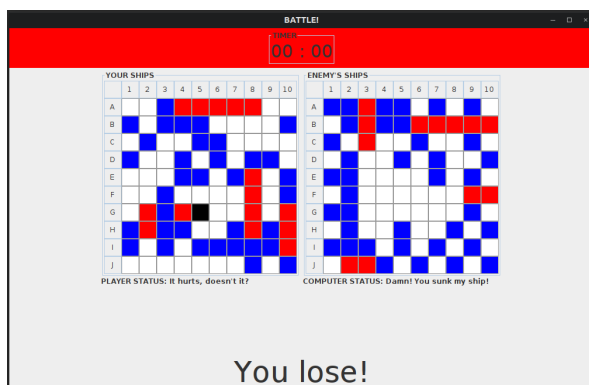 BATTLE!
TIMER
00 : 00
YOUR SHIPS
1 2 3 4 5 6 7 8 9 10
A
B
C
D
E
F
G
H
I
J
PLAYER STATUS: It hurts, doesn't it?
ENEMY'S SHIPS
1 2 3 4 5 6 7 8 9 10
A
B
C
D
E
F
G
H
I
J
COMPUTER STATUS: Damn! You sunk my ship!
You lose!